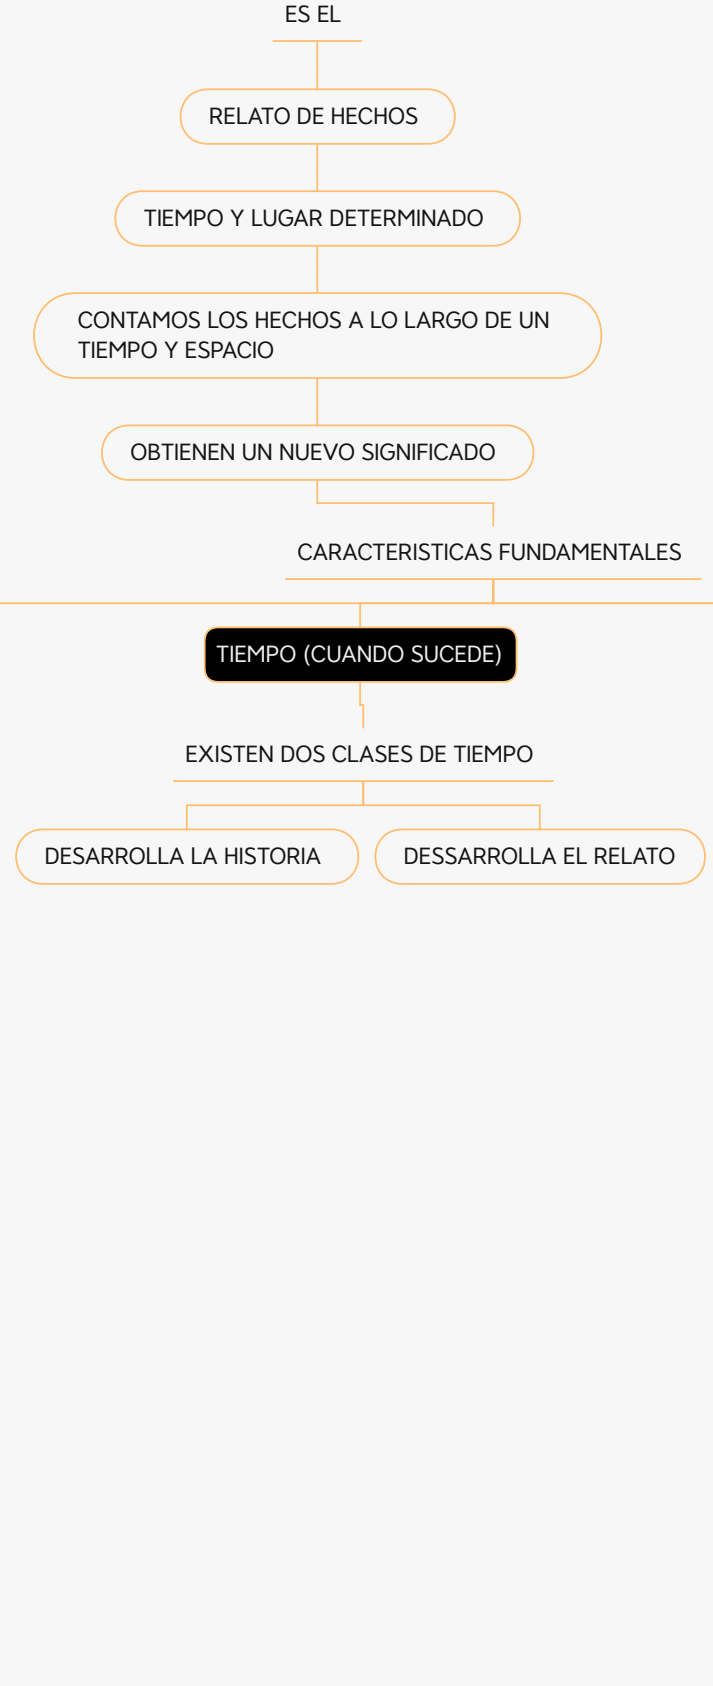 ES EL
RELATO DE HECHOS
TIEMPO Y LUGAR DETERMINADO
CONTAMOS LOS HECHOS A LO LARGO DE UN
TIEMPO Y ESPACIO
OBTIENEN UN NUEVO SIGNIFICADO
CARACTERISTICAS FUNDAMENTALES
TIEMPO (CUANDO SUCEDE)
EXISTEN DOS CLASES DE TIEMPO
DESARROLLA LA HISTORIA
DESSARROLLA EL RELATO